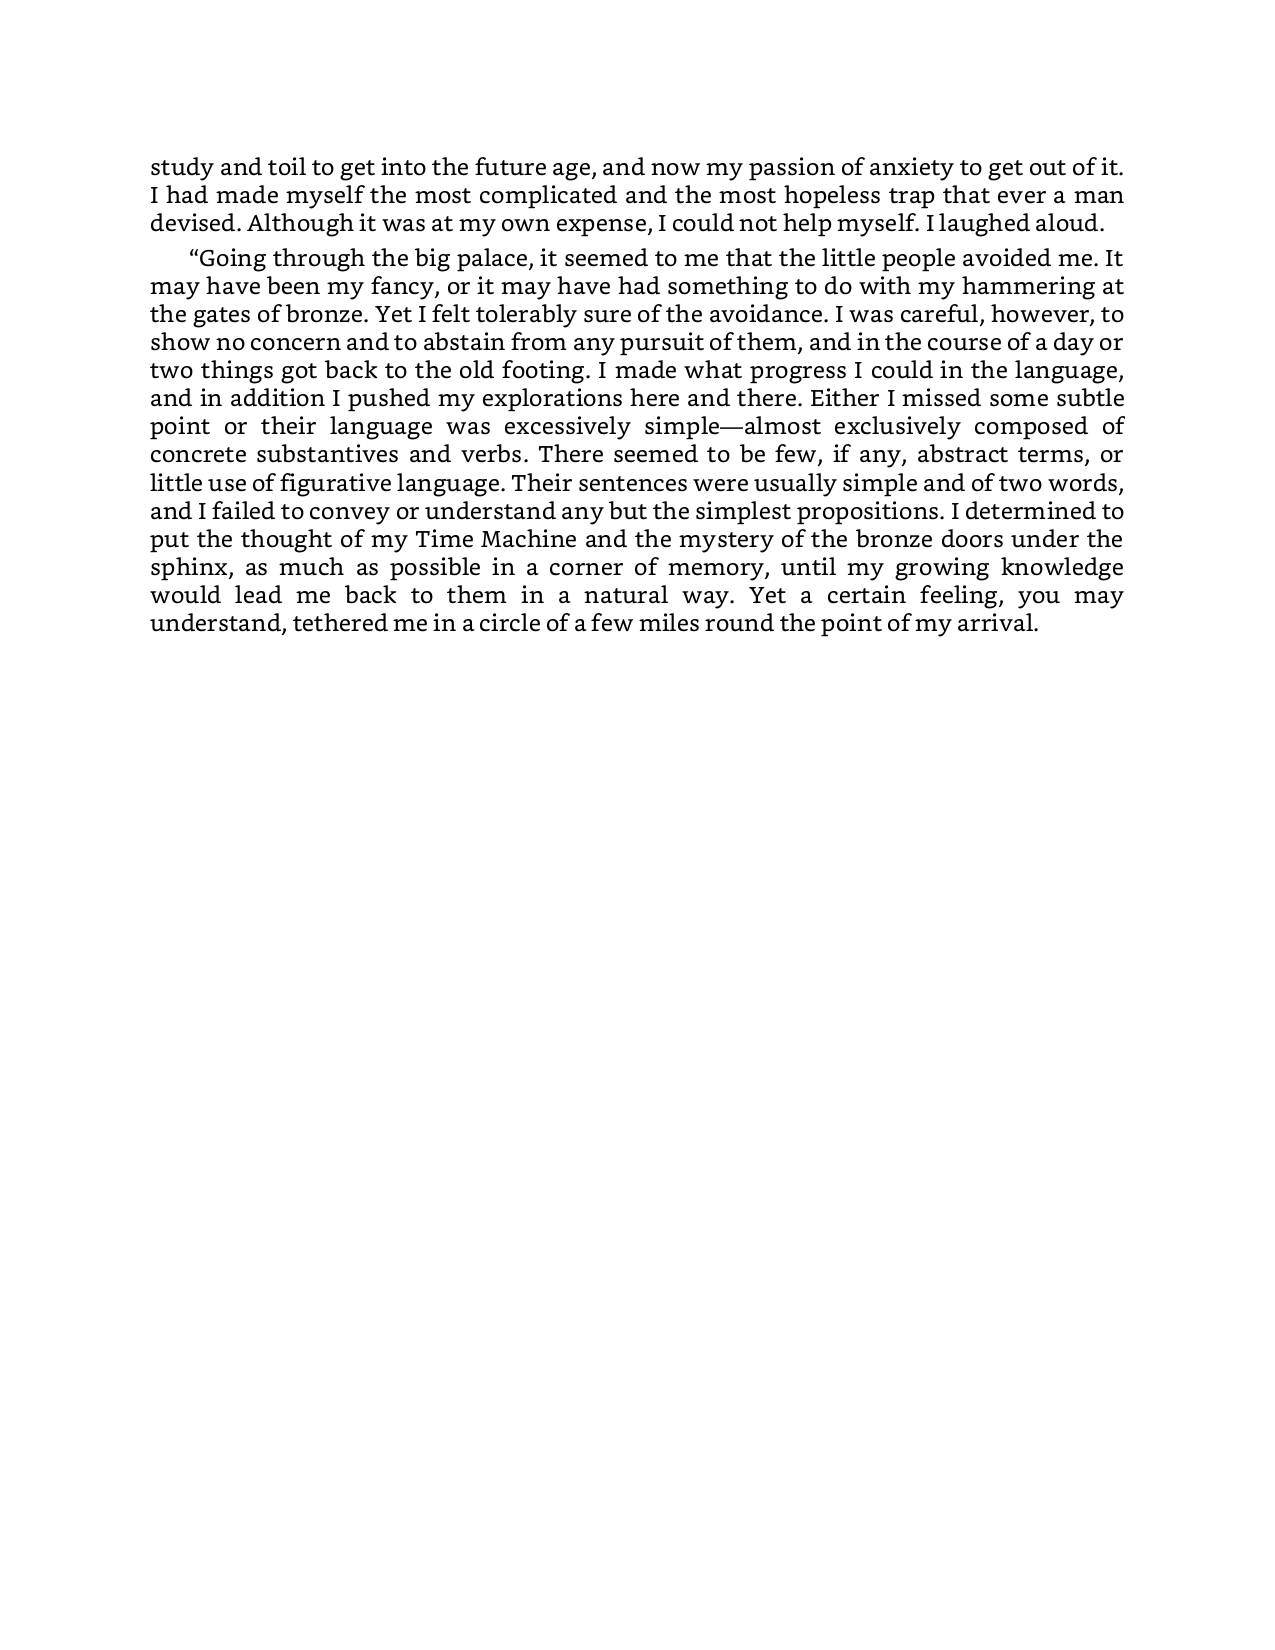 study and toil to get into the future age, and now my passion of anxiety to get out of it.
I had made myself the most complicated and the most hopeless trap that ever a man
devised. Although it was at my own expense, I could not help myself. I laughed aloud.
“Going through the big palace, it seemed to me that the little people avoided me. It
may have been my fancy, or it may have had something to do with my hammering at
the gates of bronze. Yet I felt tolerably sure of the avoidance. I was careful, however, to
show no concern and to abstain from any pursuit of them, and in the course of a day or
two things got back to the old footing. I made what progress I could in the language,
and in addition I pushed my explorations here and there. Either I missed some subtle
point or their language was excessively simple—almost exclusively composed of
concrete substantives and verbs. There seemed to be few, if any, abstract terms, or
little use of figurative language. Their sentences were usually simple and of two words,
and I failed to convey or understand any but the simplest propositions. I determined to
put the thought of my Time Machine and the mystery of the bronze doors under the
sphinx, as much as possible in a corner of memory, until my growing knowledge
would lead me back to them in a natural way. Yet a certain feeling, you may
understand, tethered me in a circle of a few miles round the point of my arrival.